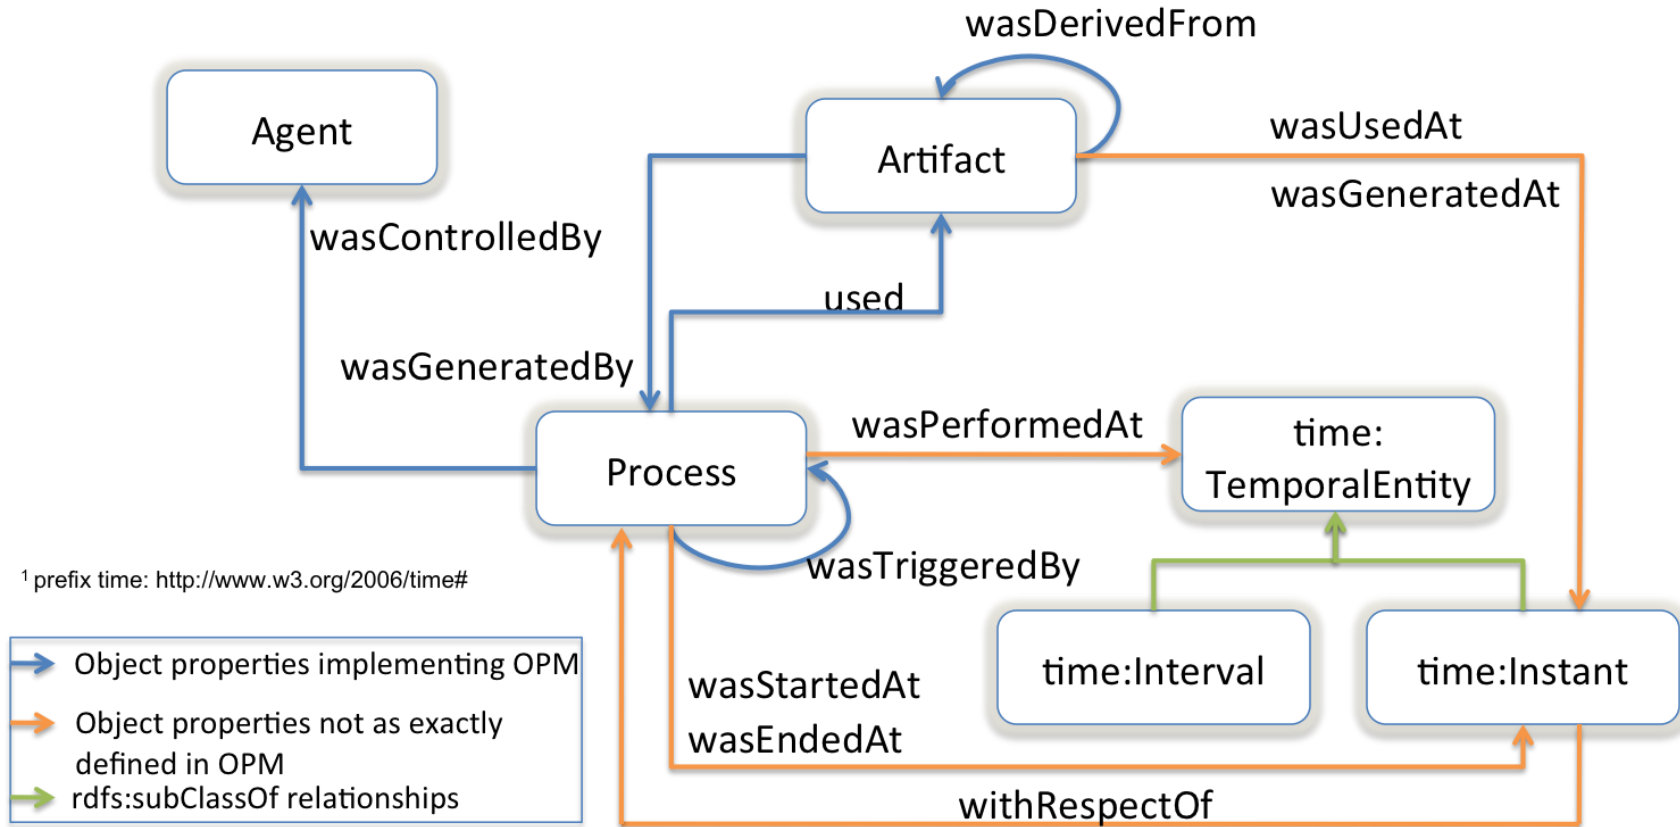 wasDerivedFrom
Agent
Artifact
wasUsedAt
wasGeneratedAt
wasControlledBy
used
wasGeneratedBy
wasPerformedAt
time:
TemporalEntity
Process
wasTriggeredBy
1 prefix time: http://www.w3.org/2006/time#
Object properties implementing OPM
Object properties not as exactly
defined in OPM
rdfs:subClassOf relationships
time:Interval
time:Instant
wasStartedAt
wasEndedAt
withRespectOf